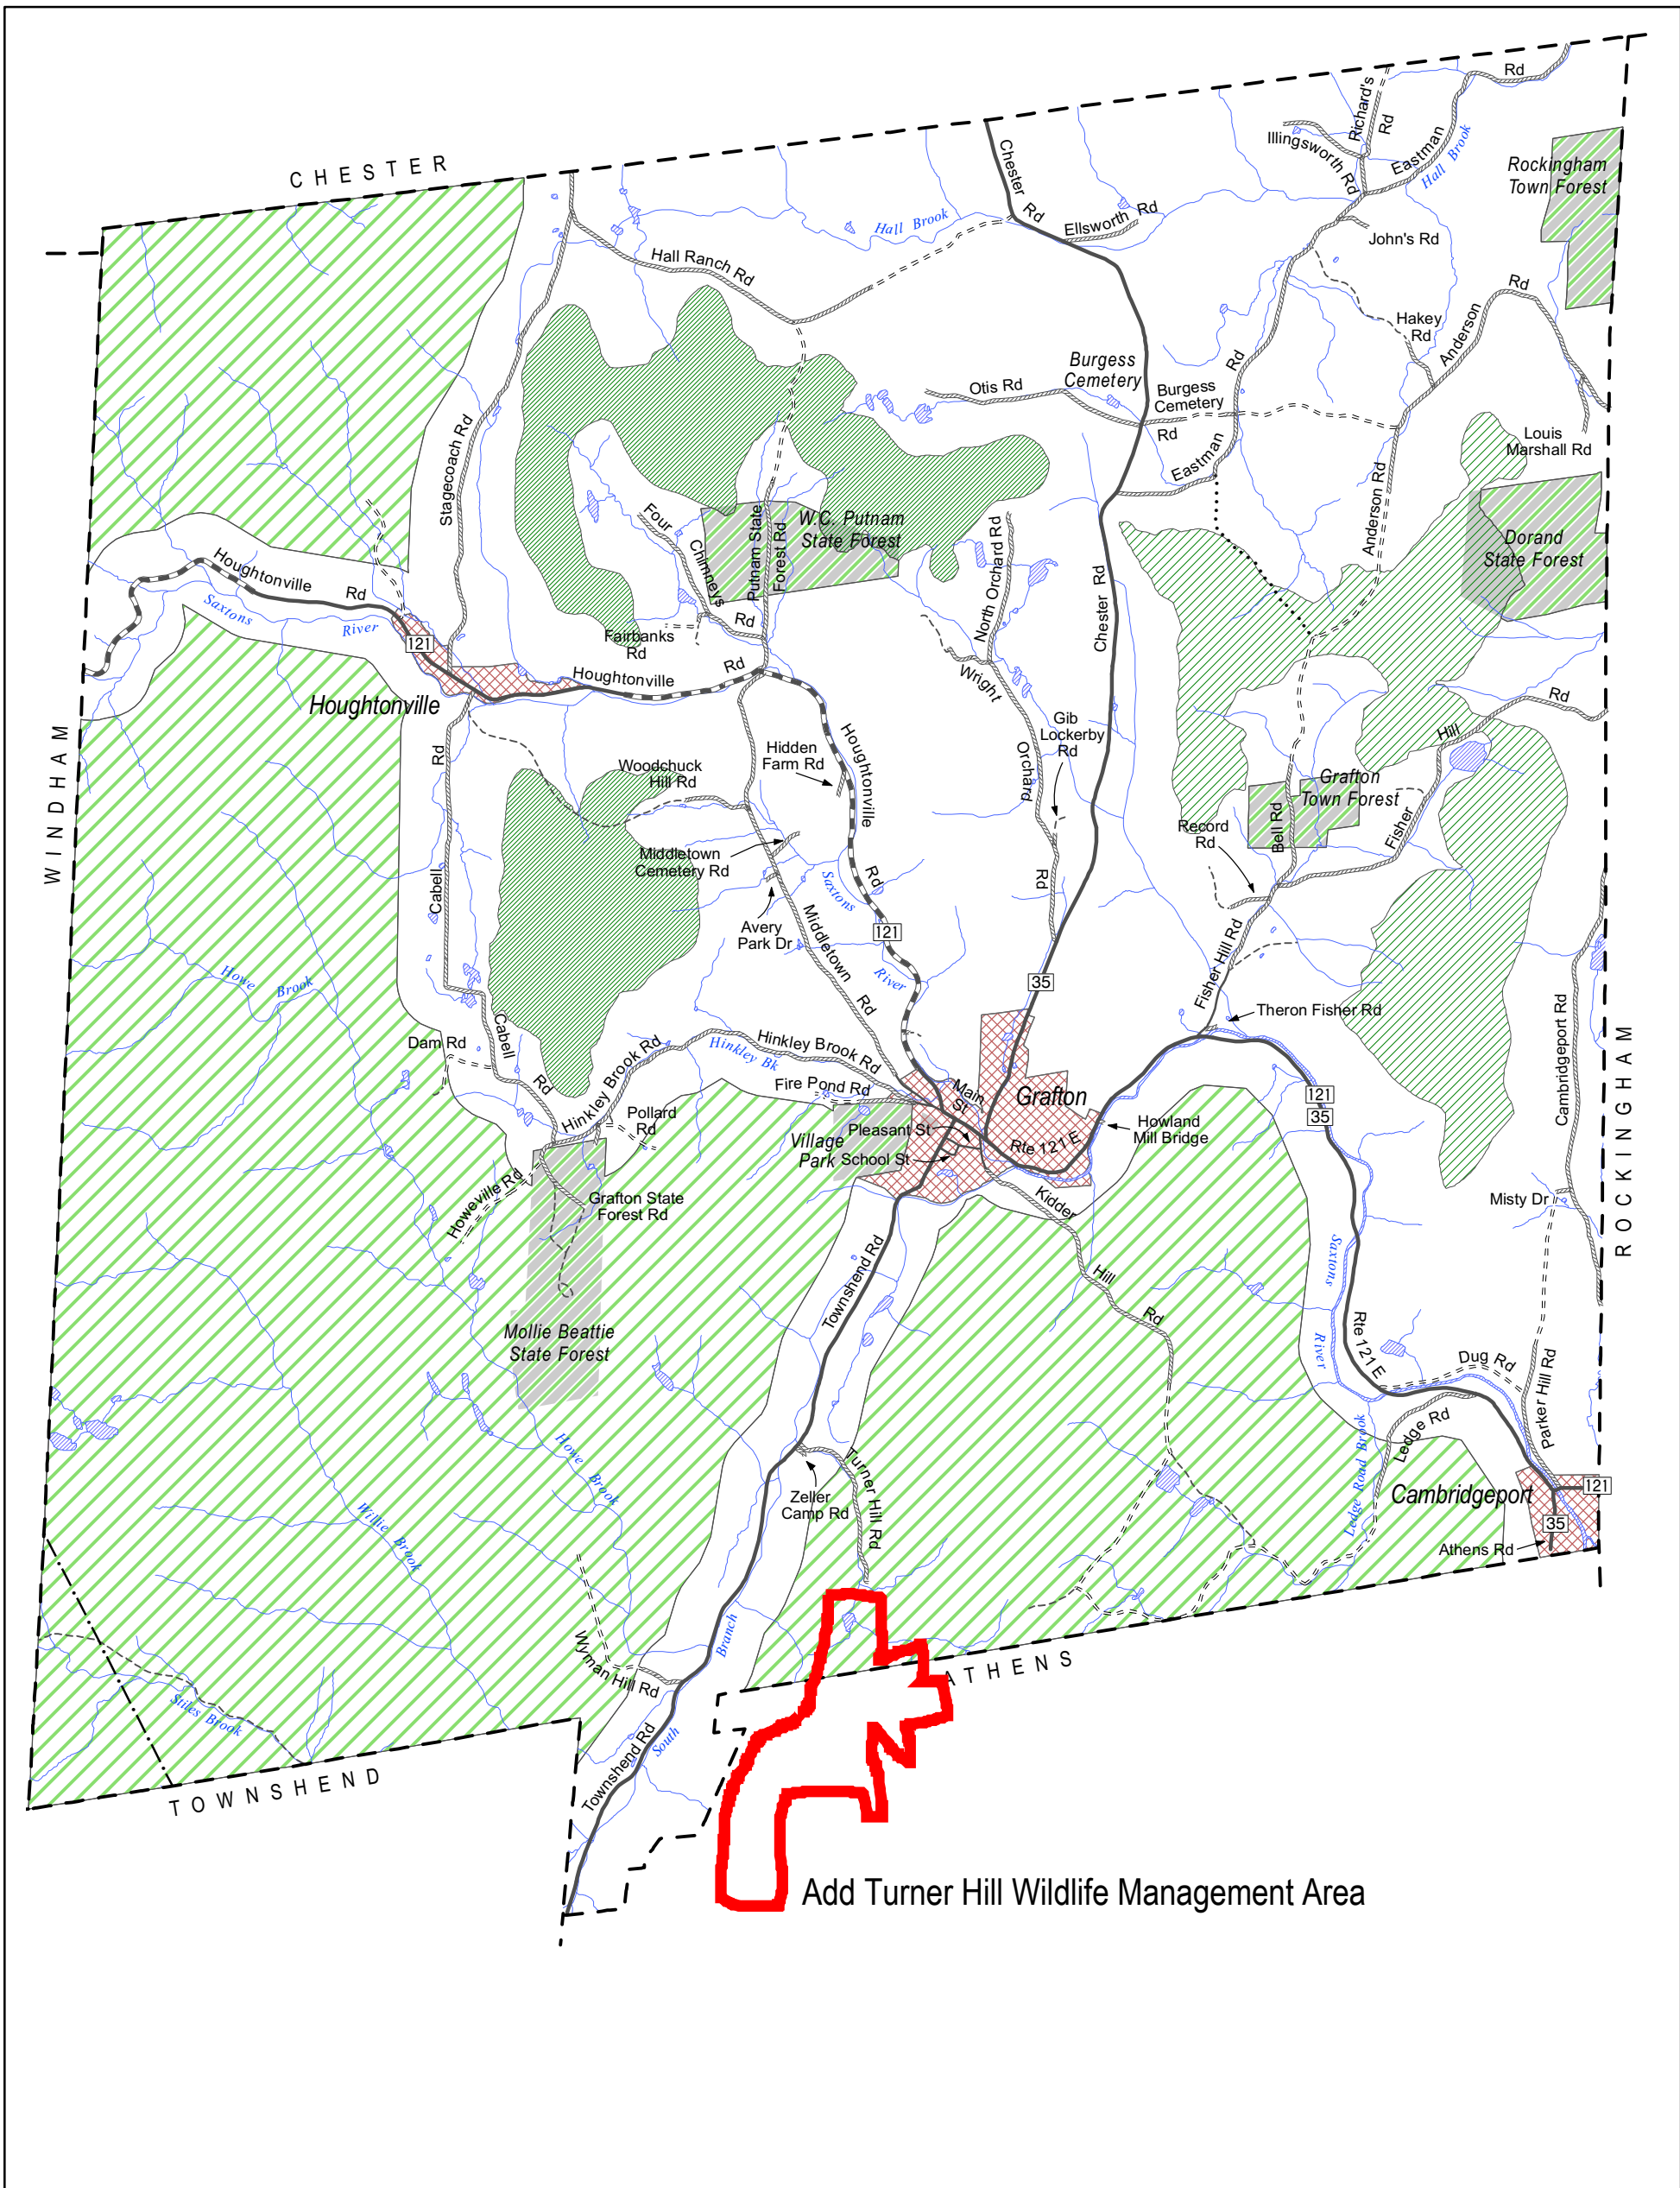 CHESTER
WINDHAM
ROCKINGHAM
TOWNSHEND
ATHENS
Rd
Richard's
Rd
Illingsworth Rd
Eastman
Hall Brook
Rockingham
Town Forest
Chester
Rd
Ellsworth Rd
Hall Brook
John's Rd
Hall Ranch Rd
Hakey
Rd
Anderson
Rd
Rd
Burgess
Cemetery
Burgess
Cemetery
Rd
Otis Rd
Stagecoach Rd
Eastman
Louis
Marshall Rd
Anderson Rd
Four
Chimneys
Rd
Putnam State
Forest Rd
W.C. Putnam
State Forest
North Orchard Rd
Chester Rd
Dorand
State Forest
Houghtonville
Rd
Saxtons
River
121
Fairbanks
Rd
Houghtonville
Rd
Houghtonville
Wright
Orchard
Rd
Gib
Lockerby
Rd
Hill
Rd
Fisher
Rd
Cabell
Woodchuck
Hill Rd
Hidden
Farm Rd
Houghtonville
Rd
Grafton
Town Forest
Bell Rd
Record
Rd
Middletown
Cemetery Rd
Saxtons
River
Avery
Park Dr
Middletown
Rd
121
35
Fisher Hill Rd
Theron Fisher Rd
Howe
Brook
Cambridgeport Rd
Dam Rd
Cabell
Rd
Hinkley Brook Rd
Hinkley Bk
Hinkley Brook Rd
Fire Pond Rd
Main
St
Grafton
121
35
Pollard
Rd
Village
Park
Pleasant St
School St
Rte 121 E
Howland
Mill Bridge
Howeville Rd
Grafton State
Forest Rd
Kidder
Hill
Rd
Misty Dr
Townshend Rd
Saxtons
River
Rte 121 E
Mollie Beattie
State Forest
Dug Rd
Parker Hill Rd
Ledge Rd
Ledge Road Brook
Howe
Brook
Turner Hill Rd
Zeller
Camp Rd
Cambridgeport
121
35
Athens Rd
Willie
Brook
Wyman Hill Rd
Branch
South
Stiles Brook
Townshend Rd
Add Turner Hill Wildlife Management Area